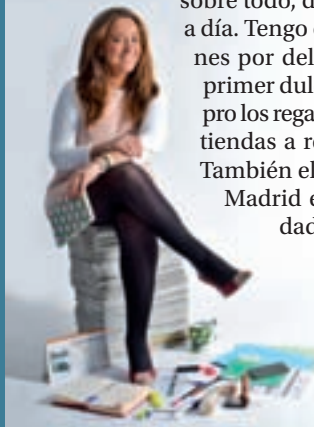 sobre todo, d
a día. Tengo
nes por del
primer dul
pro los rega
tiendas a r
También el
Madrid e
dad